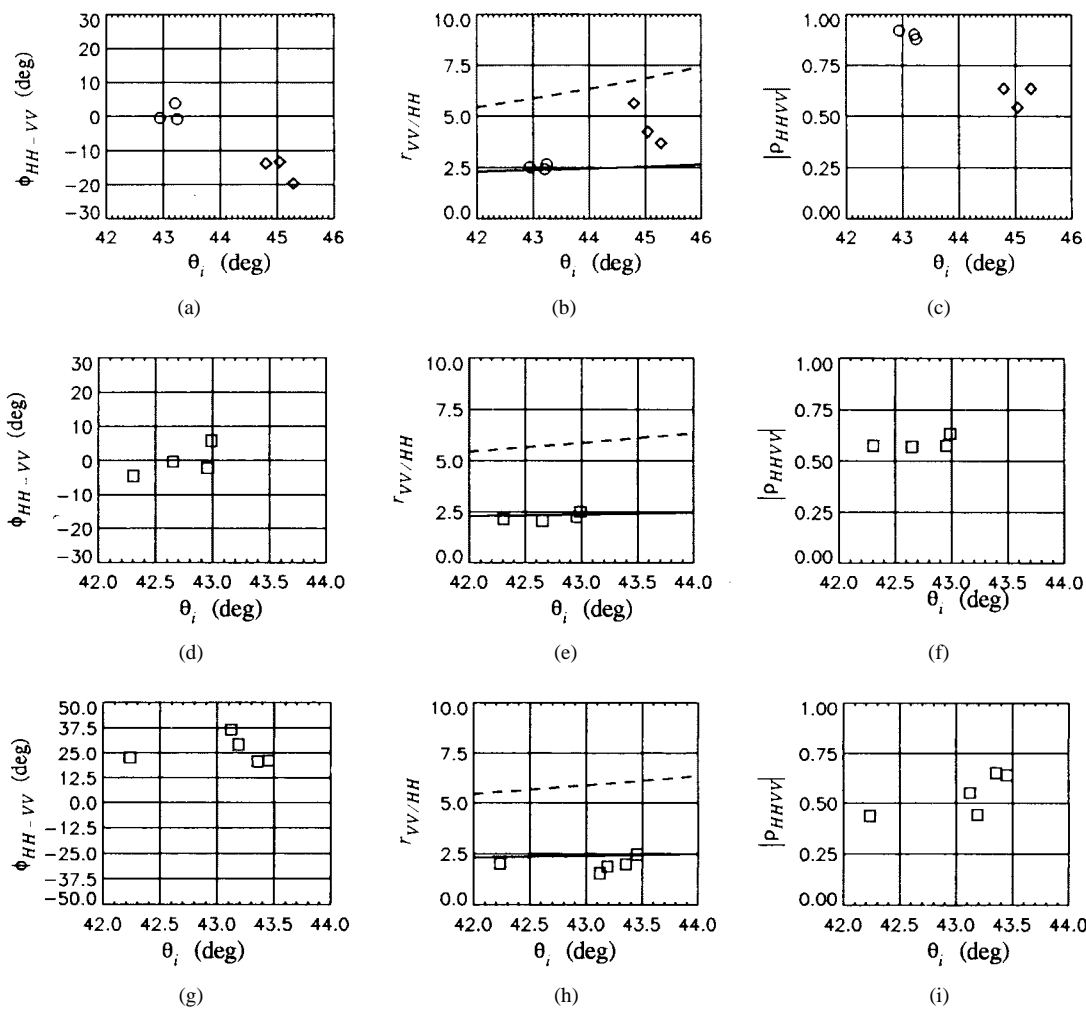 30
20
10
0
−10
−20
−30
ϕHH−VV (deg)
42 43 44 45 46
θi (deg)
(a)
10.0
7.5
5.0
2.5
0.0
rVV/HH
42 43 44 45 46
θi (deg)
(b)
1.00
0.75
0.50
0.25
0.00
|ρHHVV|
42 43 44 45 46
θi (deg)
(c)
30
20
10
0
−10
−20
−30
ϕHH−VV (deg)
42.0 42.5 43.0 43.5 44.0
θi (deg)
(d)
10.0
7.5
5.0
2.5
0.0
rVV/HH
42.0 42.5 43.0 43.5 44.0
θi (deg)
(e)
1.00
0.75
0.50
0.25
0.00
|ρHHVV|
42.0 42.5 43.0 43.5 44.0
θi (deg)
(f)
50.0
37.5
25.0
12.5
0.0
−12.5
−25.0
−37.5
−50.0
ϕHH−VV (deg)
42.0 42.5 43.0 43.5 44.0
θi (deg)
(g)
10.0
7.5
5.0
2.5
0.0
rVV/HH
42.0 42.5 43.0 43.5 44.0
θi (deg)
(h)
1.00
0.75
0.50
0.25
0.00
|ρHHVV|
42.0 42.5 43.0 43.5 44.0
θi (deg)
(i)